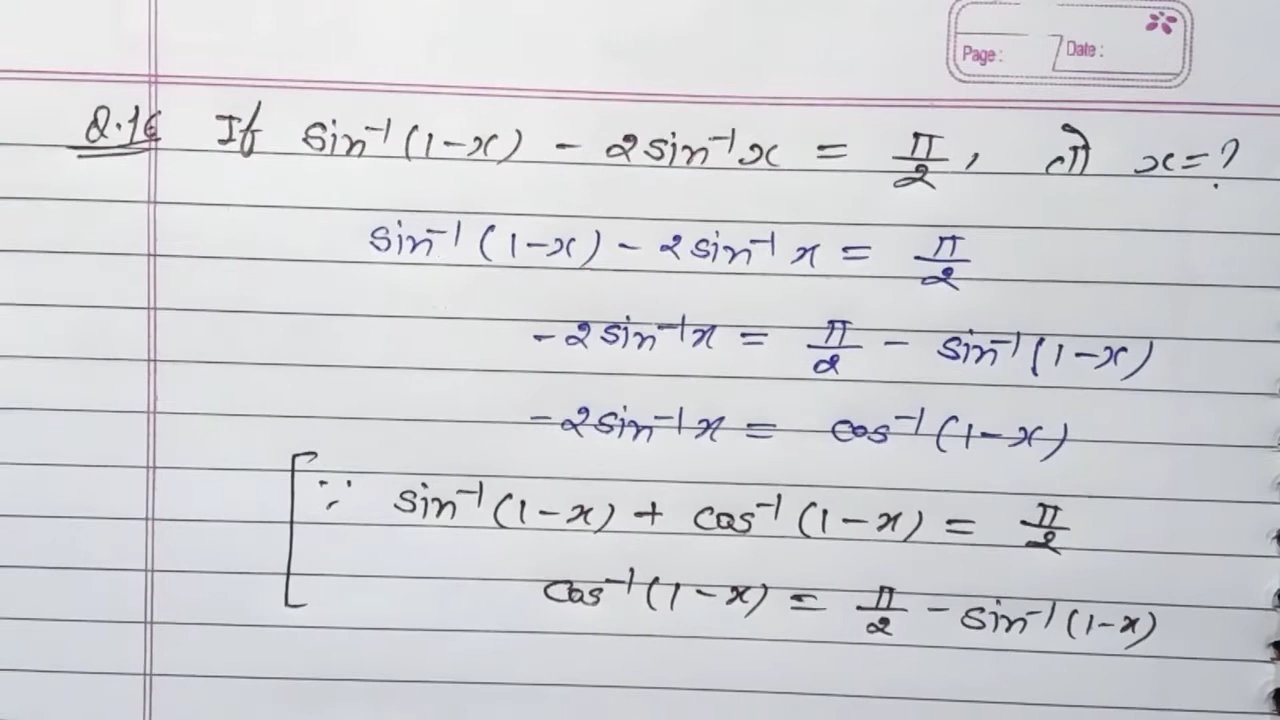 Page: Date:
Q.16 If sin⁻¹(1-x) - 2sin⁻¹x = π/2, तो x=?
sin⁻¹(1-x) - 2sin⁻¹x = π/2
-2sin⁻¹x = π/2 - sin⁻¹(1-x)
-2sin⁻¹x = cos⁻¹(1-x)
[∵ sin⁻¹(1-x) + cos⁻¹(1-x) = π/2
cos⁻¹(1-x) = π/2 - sin⁻¹(1-x)